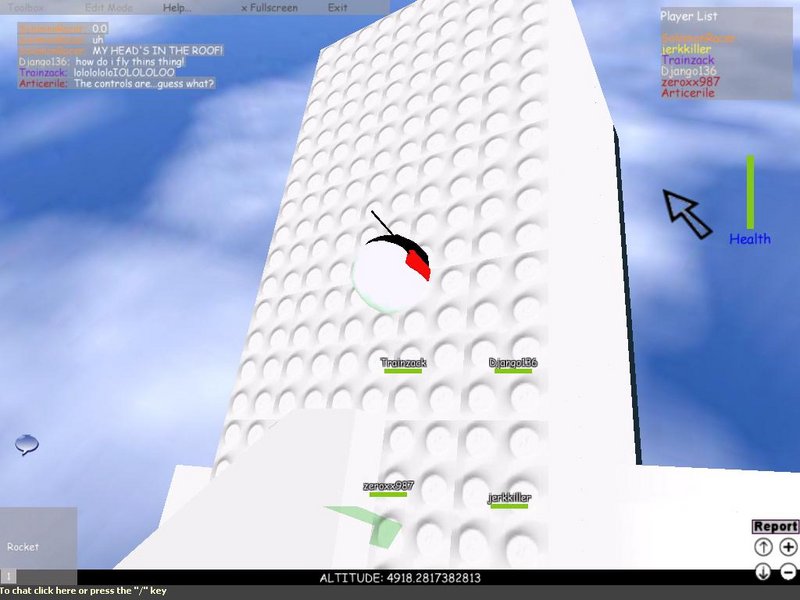 Toolbox Edit Mode Help... x Fullscreen Exit
0.0
uh
MY HEAD'S IN THE ROOF!
Django136: how do i fly thins thing!
Trainzack: lolololoIOLOLOLOO
Articerile: The controls are...guess what?
Player List
jerkkiller
Trainzack
Django136
zeroxx987
Articerile
Health
Trainzack Django136
zeroxx987 jerkkiller
Rocket
1
Report
ALTITUDE: 4918.2817382813
To chat click here or press the "/" key